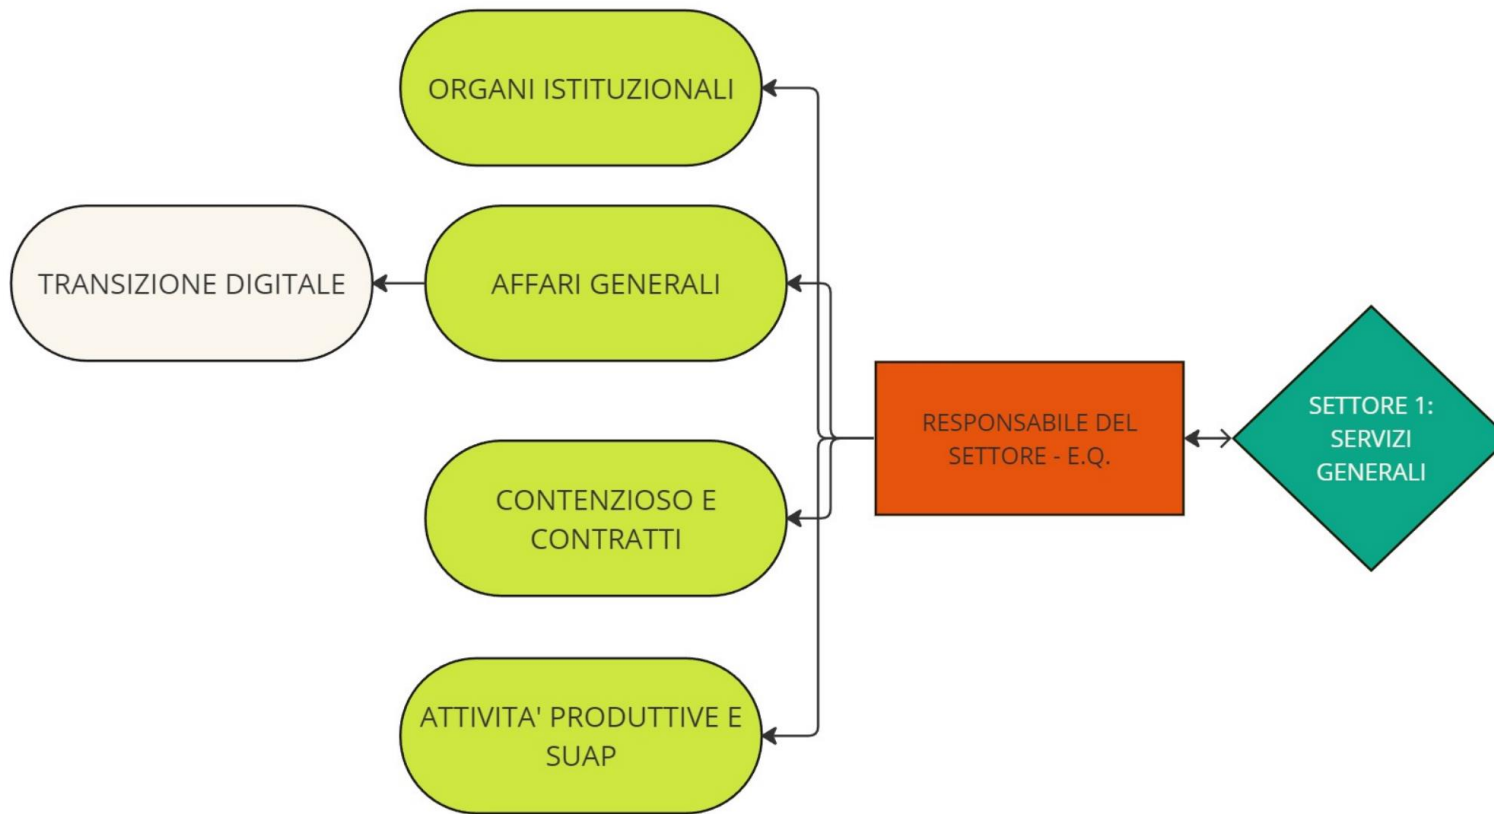 ORGANI ISTITUZIONALI
TRANSIZIONE DIGITALE
AFFARI GENERALI
RESPONSABILE DEL
SETTORE - E.Q.
SETTORE 1:
SERVIZI
GENERALI
CONTENZIOSO E
CONTRATTI
ATTIVITA' PRODUTTIVE E
SUAP